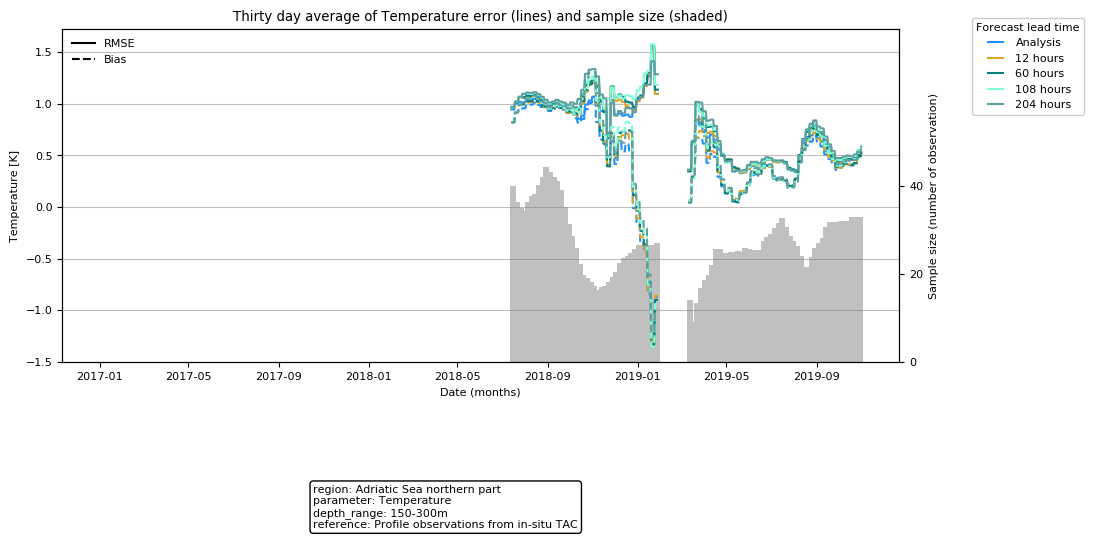 Thirty day average of Temperature error (lines) and sample size (shaded)
Forecast lead time
Analysis
12 hours
60 hours
108 hours
204 hours
RMSE
Bias
1.5
1.0
0.5
0.0
−0.5
−1.0
−1.5
Temperature [K]
40
20
0
Sample size (number of observation)
2017-01 2017-05 2017-09 2018-01 2018-05 2018-09 2019-01 2019-05 2019-09
Date (months)
region: Adriatic Sea northern part
parameter: Temperature
depth_range: 150-300m
reference: Profile observations from in-situ TAC